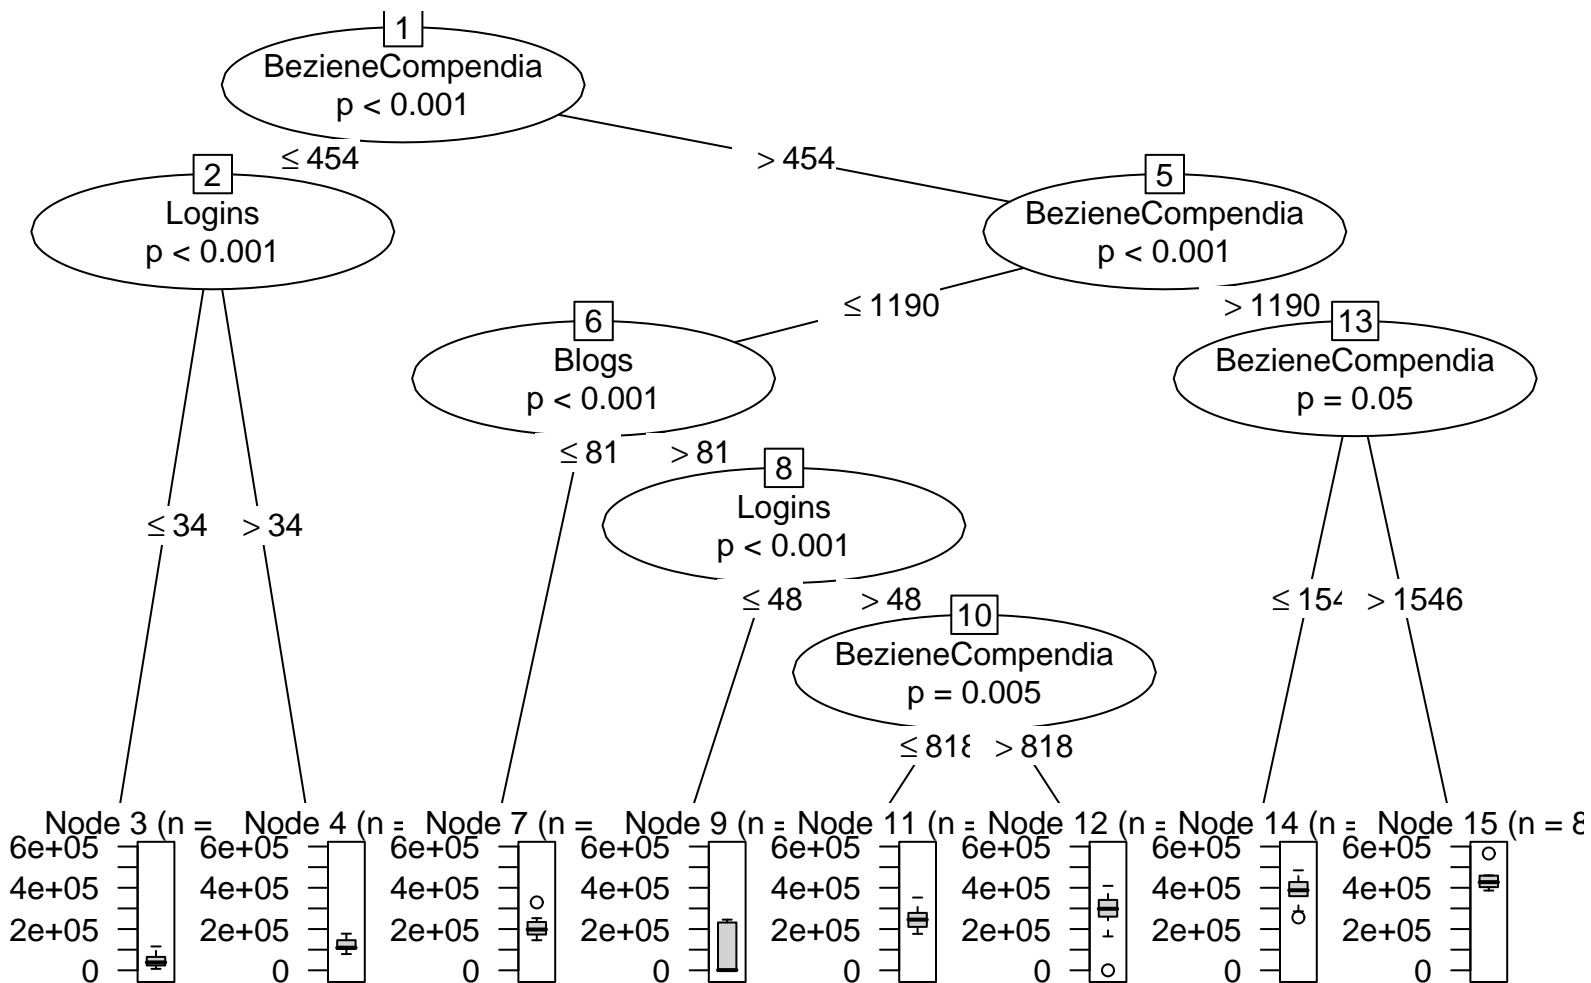 1
BezieneCompendia
p < 0.001
≤ 454
> 454
2
Logins
p < 0.001
5
BezieneCompendia
p < 0.001
≤ 1190
> 1190
6
Blogs
p < 0.001
13
BezieneCompendia
p = 0.05
≤ 81
> 81
8
Logins
p < 0.001
≤ 34
> 34
≤ 48
> 48
≤ 154
> 1546
10
BezieneCompendia
p = 0.005
≤ 818
> 818
Node 3 (n =
Node 4 (n =
Node 7 (n =
Node 9 (n =
Node 11 (n =
Node 12 (n =
Node 14 (n =
Node 15 (n = 8
6e+05
4e+05
2e+05
0
6e+05
4e+05
2e+05
0
6e+05
4e+05
2e+05
0
6e+05
4e+05
2e+05
0
6e+05
4e+05
2e+05
0
6e+05
4e+05
2e+05
0
6e+05
4e+05
2e+05
0
6e+05
4e+05
2e+05
0